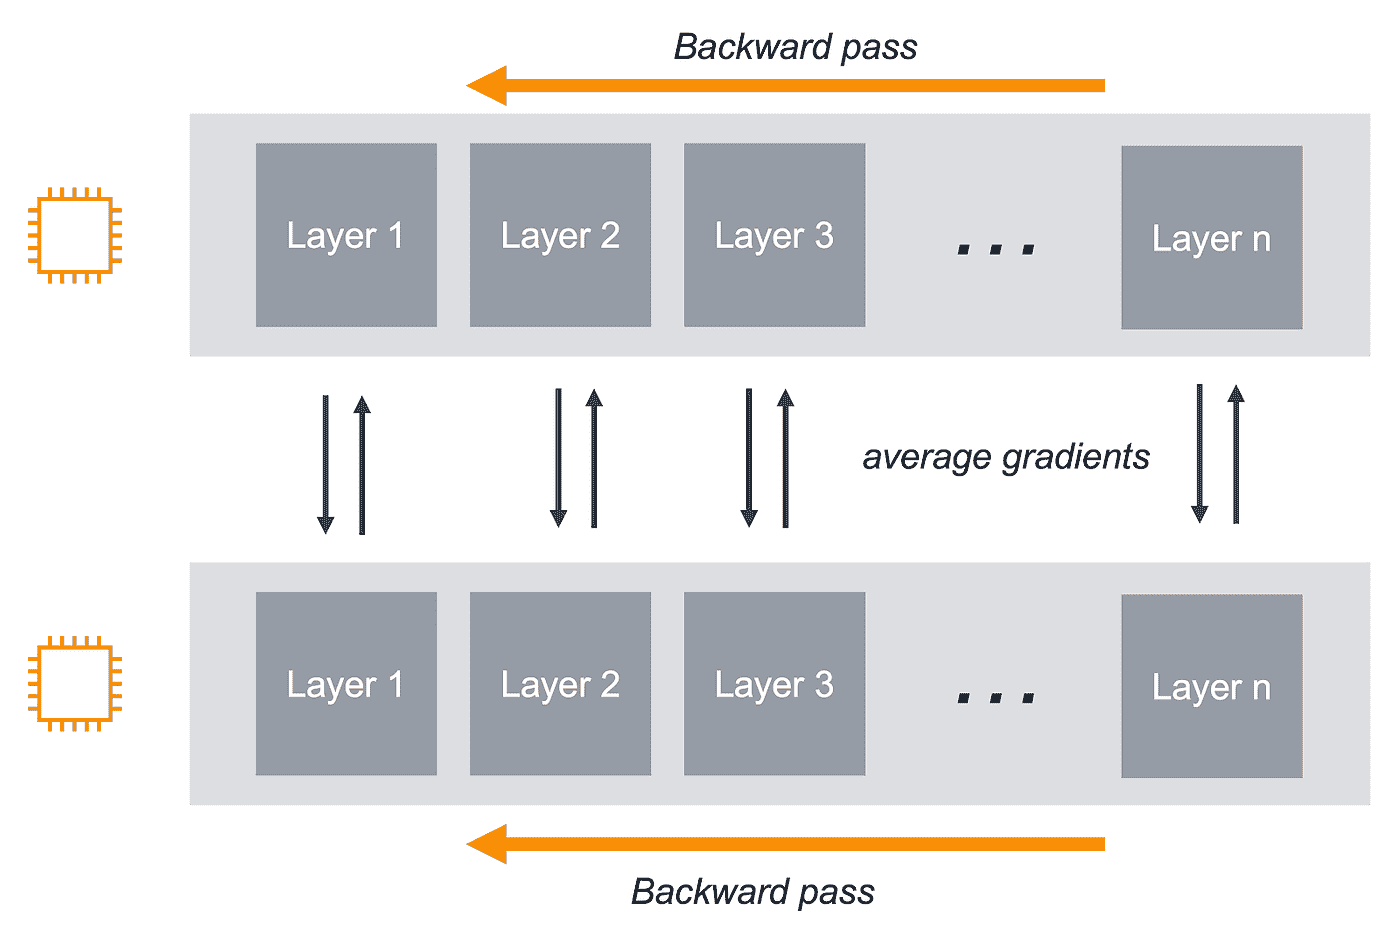 Backward pass
Layer 1
Layer 2
Layer 3
...
Layer n
average gradients
Layer 1
Layer 2
Layer 3
...
Layer n
Backward pass